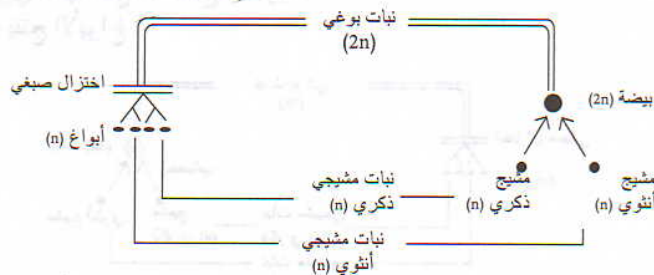 نبات بوغي
(2n)
اختزال صبغي
بيضة (2n)
أبواغ (n)
نبات مشيجي
ذكري (n)
مشيج
ذكري (n)
مشيج
أنثوي (n)
نبات مشيجي
أنثوي (n)